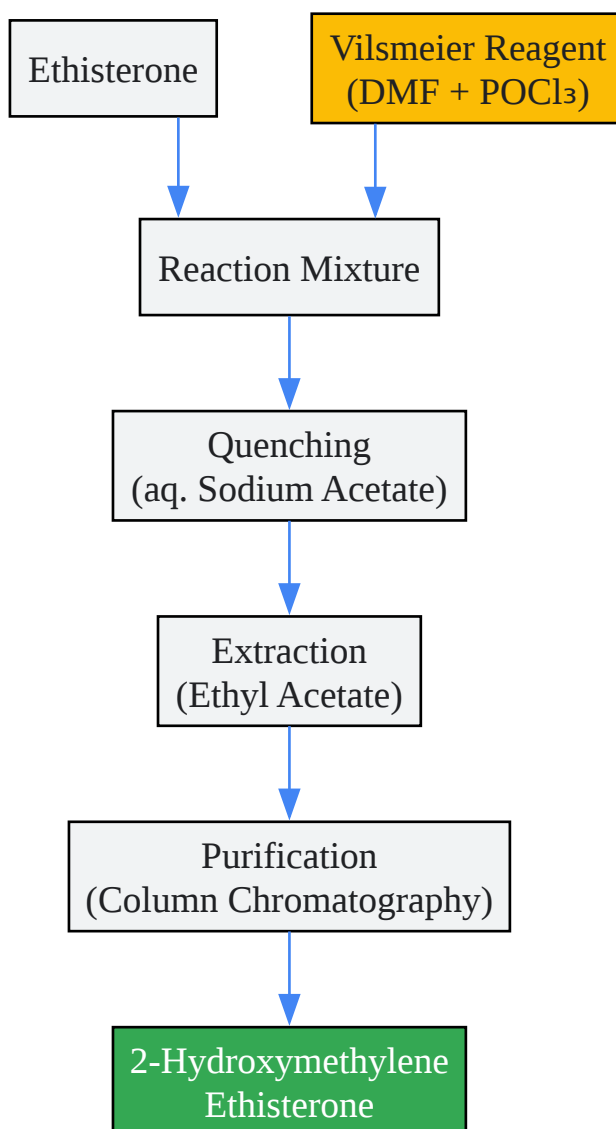 Ethisterone
Vilsmeier Reagent
(DMF + POCl₃)
Reaction Mixture
Quenching
(aq. Sodium Acetate)
Extraction
(Ethyl Acetate)
Purification
(Column Chromatography)
2-Hydroxymethylene
Ethisterone